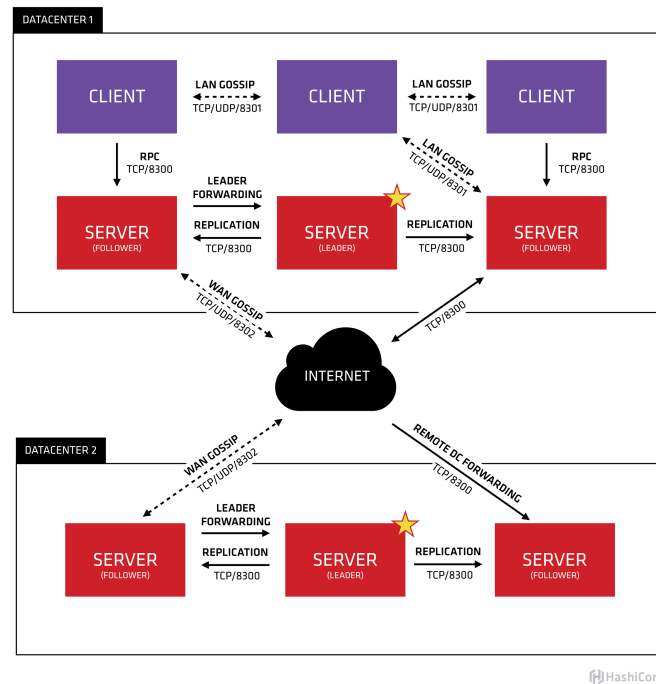 DATACENTER 1
LAN GOSSIP
TCP/UDP/8301
LAN GOSSIP
TCP/UDP/8301
CLIENT
CLIENT
CLIENT
RPC
TCP/8300
LAN GOSSIP
TCP/UDP/8301
RPC
TCP/8300
LEADER
FORWARDING
REPLICATION
TCP/8300
REPLICATION
TCP/8300
SERVER
(FOLLOWER)
SERVER
(LEADER)
SERVER
(FOLLOWER)
WAN GOSSIP
TCP/UDP/8302
TCP/8300
INTERNET
DATACENTER 2
WAN GOSSIP
TCP/UDP/8302
REMOTE DC FORWARDING
TCP/8300
LEADER
FORWARDING
REPLICATION
TCP/8300
REPLICATION
TCP/8300
SERVER
(FOLLOWER)
SERVER
(LEADER)
SERVER
(FOLLOWER)
HashiCor